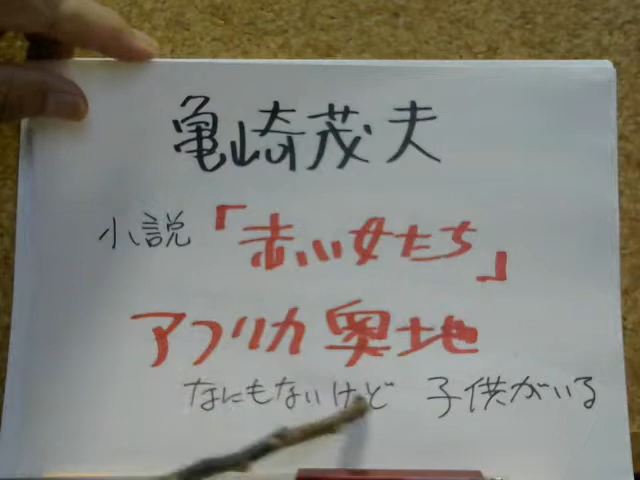 亀崎茂夫
小説「赤い女たち」
アフリカ奥地
なにもないけど 子供がいる